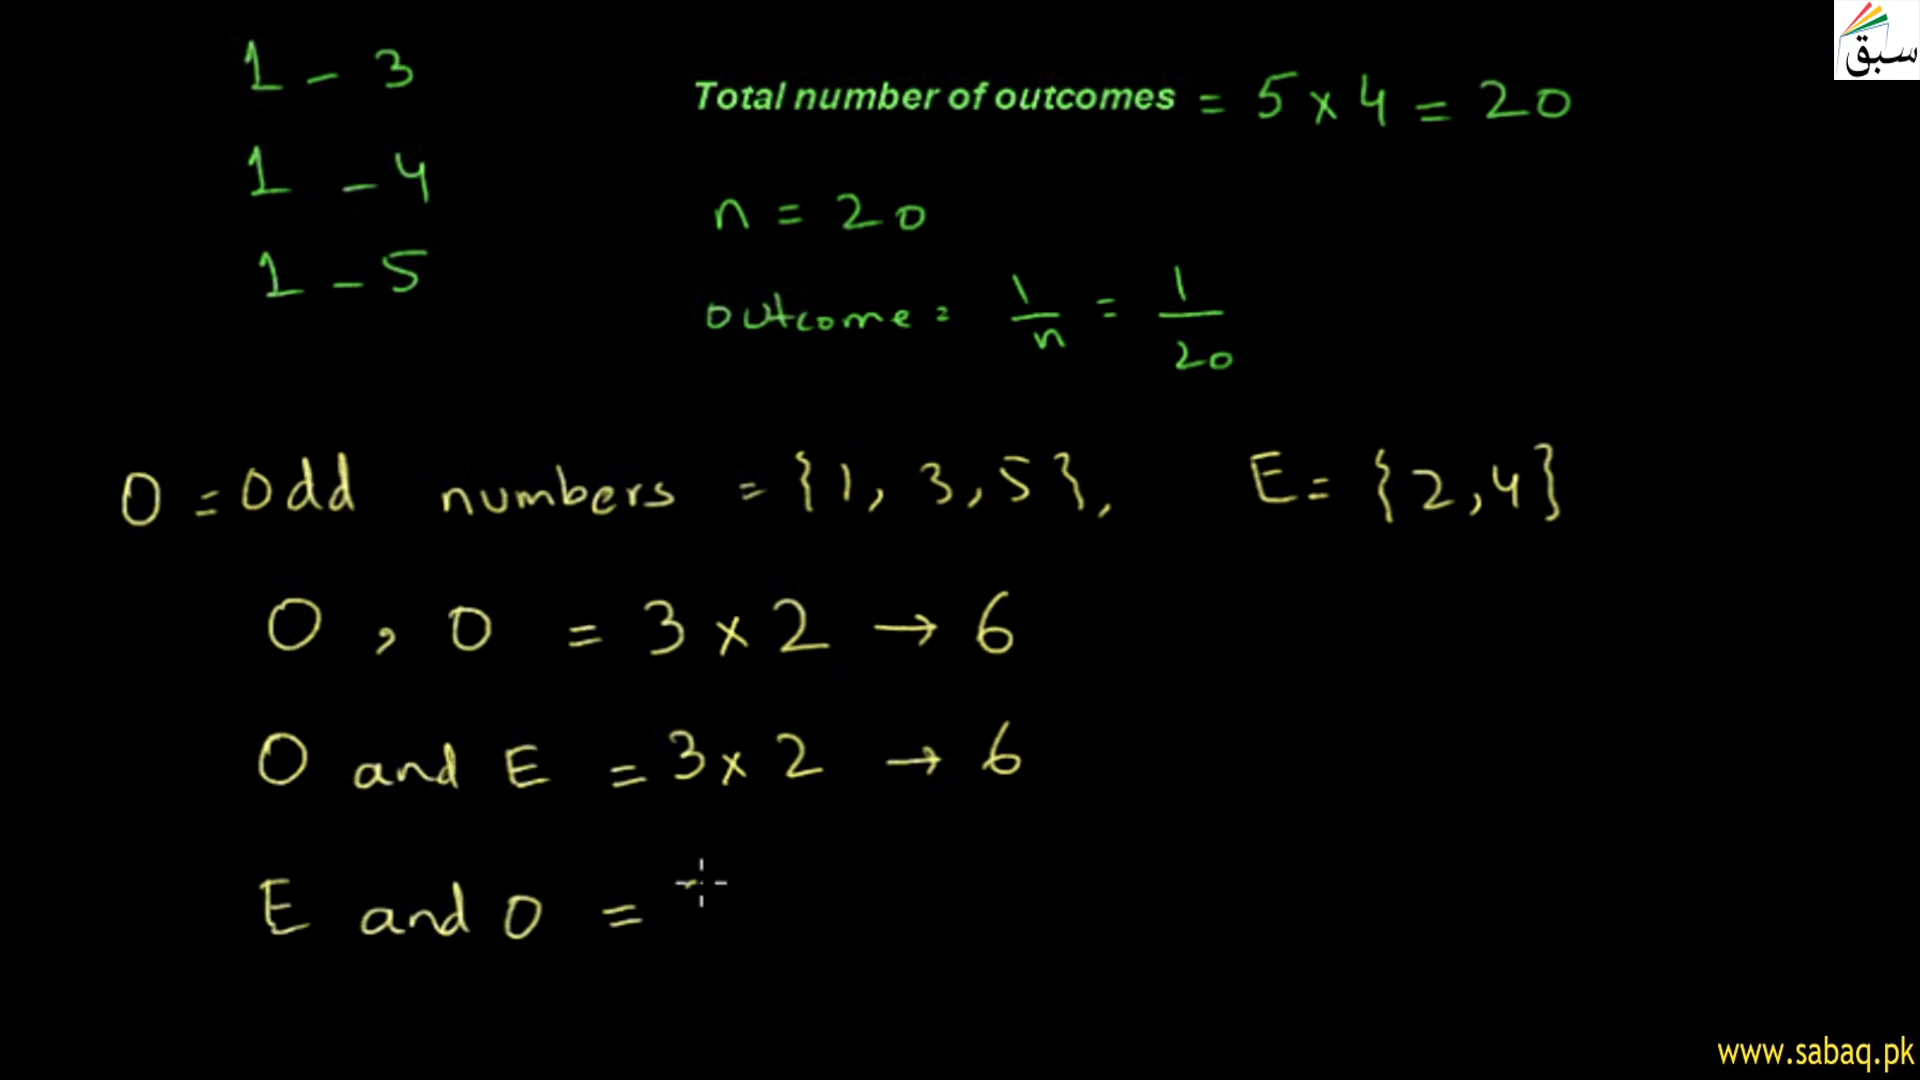 سبق
1 - 3
Total number of outcomes = 5 x 4 = 20
1 - 4
n = 20
1 - 5
outcome = 1/n = 1/20
O = Odd numbers = {1, 3, 5}, E = {2, 4}
O , O = 3 x 2 → 6
O and E = 3 x 2 → 6
E and O =
www.sabaq.pk